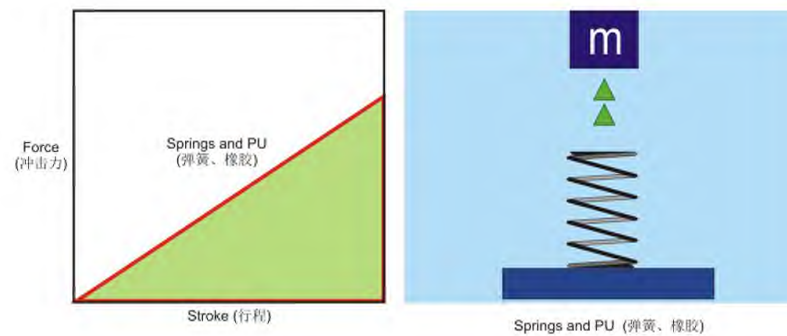 Force
(冲击力)
Springs and PU
(弹簧、橡胶)
Stroke (行程)
m
Springs and PU (弹簧、橡胶)